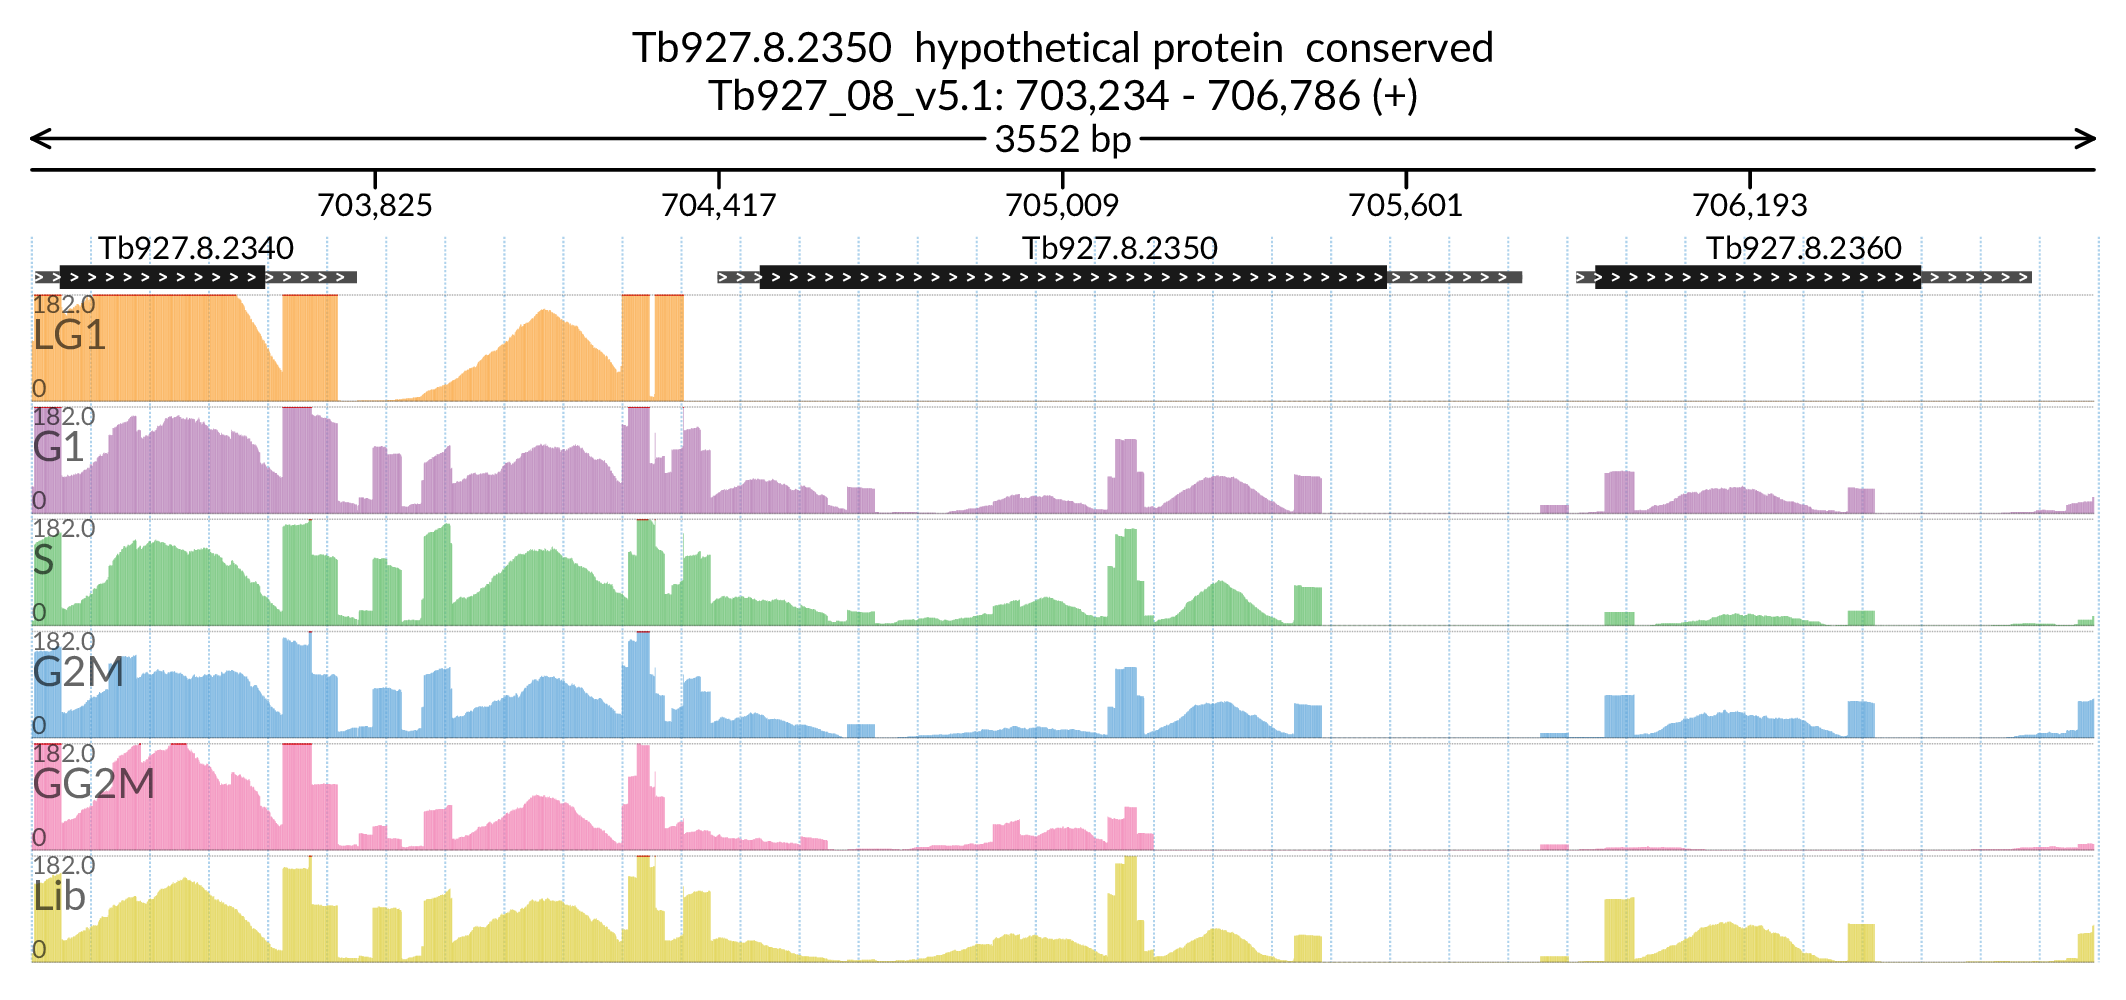 Tb927.8.2350  hypothetical protein  conserved
Tb927_08_v5.1: 703,234 - 706,786 (+)
3552 bp
703,825 704,417 705,009 705,601 706,193
Tb927.8.2340 Tb927.8.2350 Tb927.8.2360
182.0
LG1
0
182.0
G1
0
182.0
S
0
182.0
G2M
0
182.0
GG2M
0
182.0
Lib
0